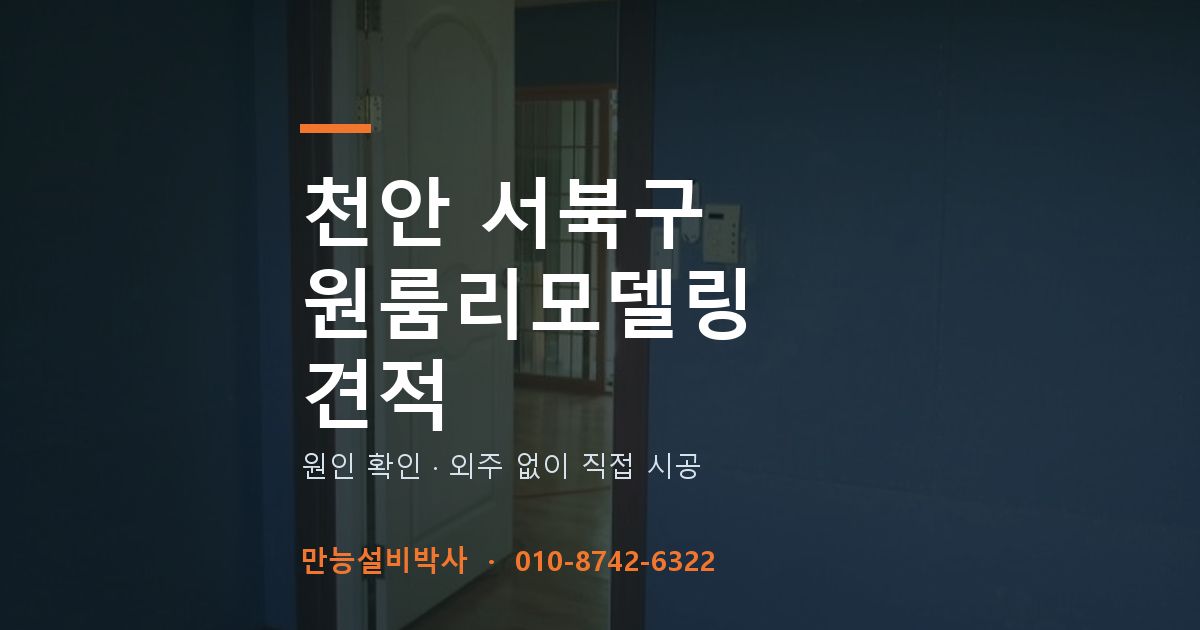 천안 서북구
원룸리모델링
견적
원인 확인 · 외주 없이 직접 시공
만능설비박사 · 010-8742-6322